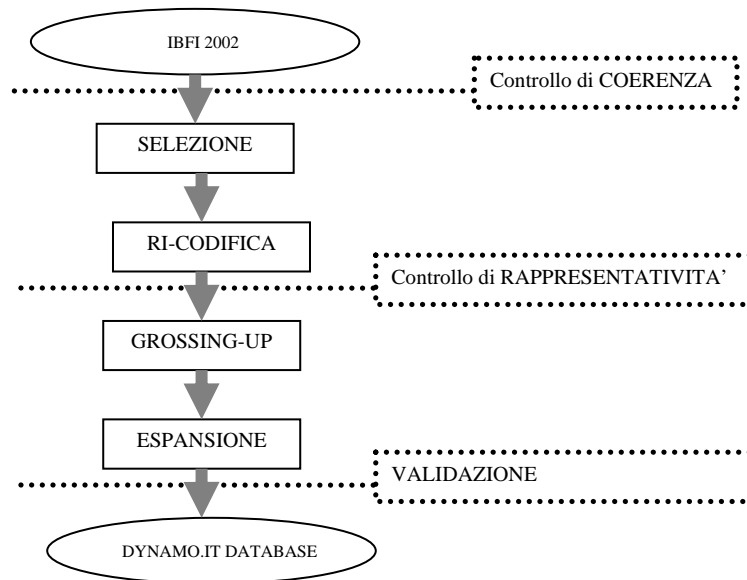 IBFI 2002
Controllo di COERENZA
SELEZIONE
RI-CODIFICA
Controllo di RAPPRESENTATIVITA’
GROSSING-UP
ESPANSIONE
VALIDAZIONE
DYNAMO.IT DATABASE